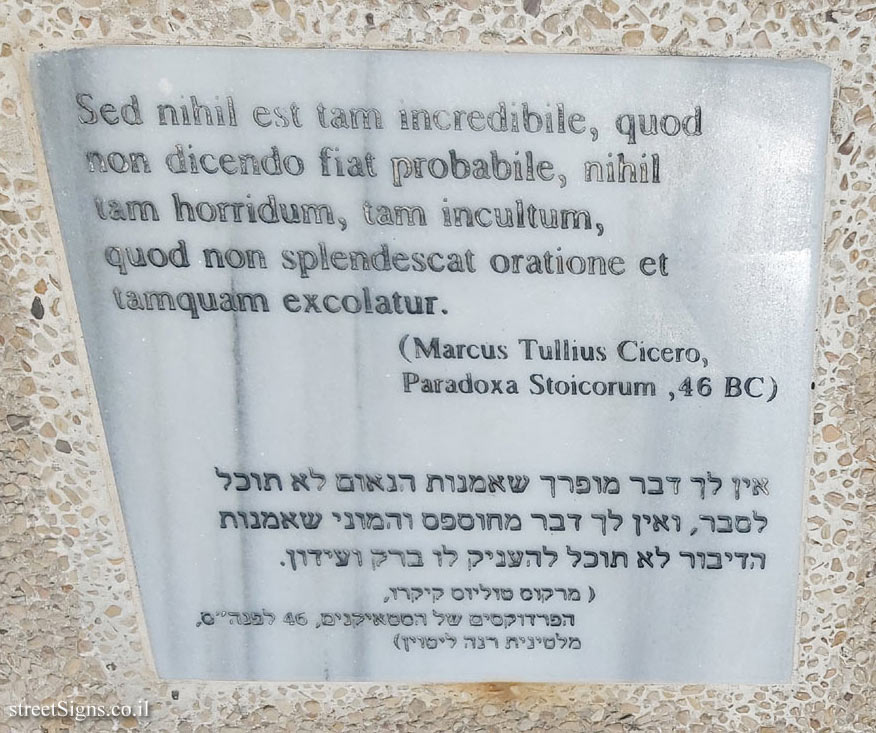 Sed nihil est tam incredibile, quod
non dicendo fiat probabile, nihil
tam horridum, tam incultum,
quod non splendescat oratione et
tamquam excolatur.
(Marcus Tullius Cicero,
Paradoxa Stoicorum ,46 BC)
אין לך דבר מופרך שאמנות הנאום לא תוכל
לסבר, ואין לך דבר מחוספס והמוני שאמנות
הדיבור לא תוכל להעניק לו ברק ועידון.
( מרקוס טוליוס קיקרו,
הפרדוקסים של הסטואיקנים, 46 לפנה״ס,
מלטינית רנה ליטוין)
streetSigns.co.il